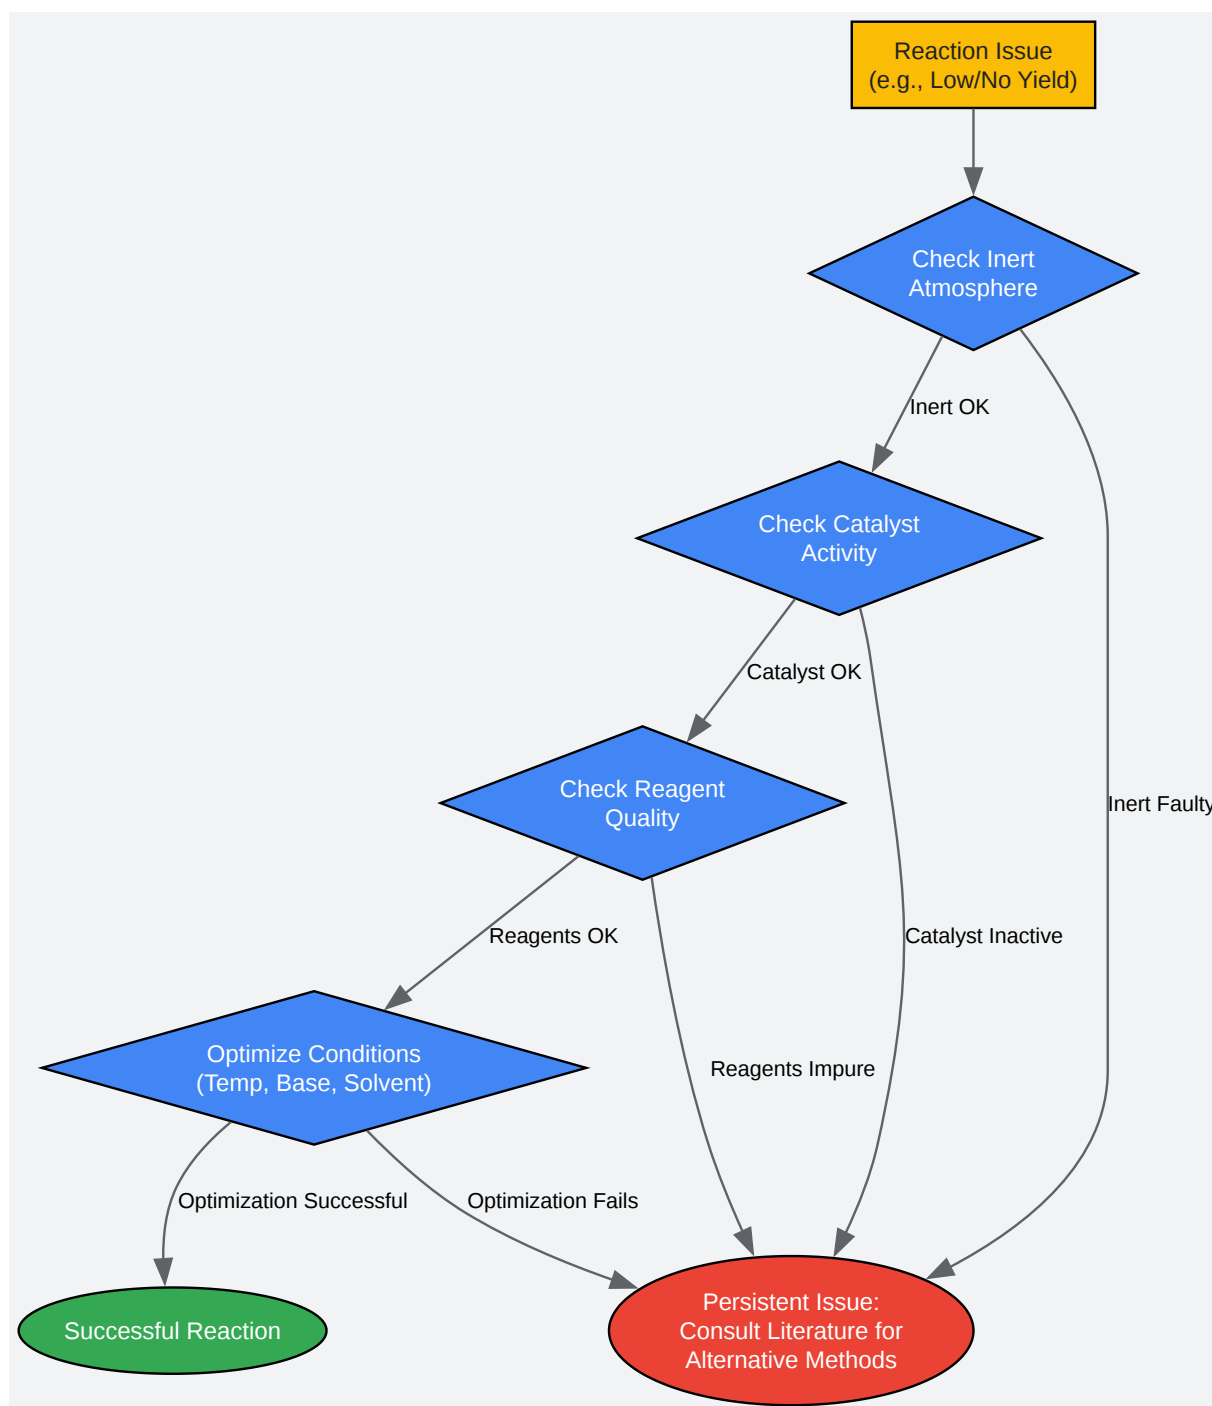 Reaction Issue
(e.g., Low/No Yield)
Check Inert
Atmosphere
Inert OK
Check Catalyst
Activity
Catalyst OK
Check Reagent
Quality
Inert Faulty
Reagents OK
Catalyst Inactive
Optimize Conditions
(Temp, Base, Solvent)
Reagents Impure
Optimization Successful
Optimization Fails
Successful Reaction
Persistent Issue:
Consult Literature for
Alternative Methods